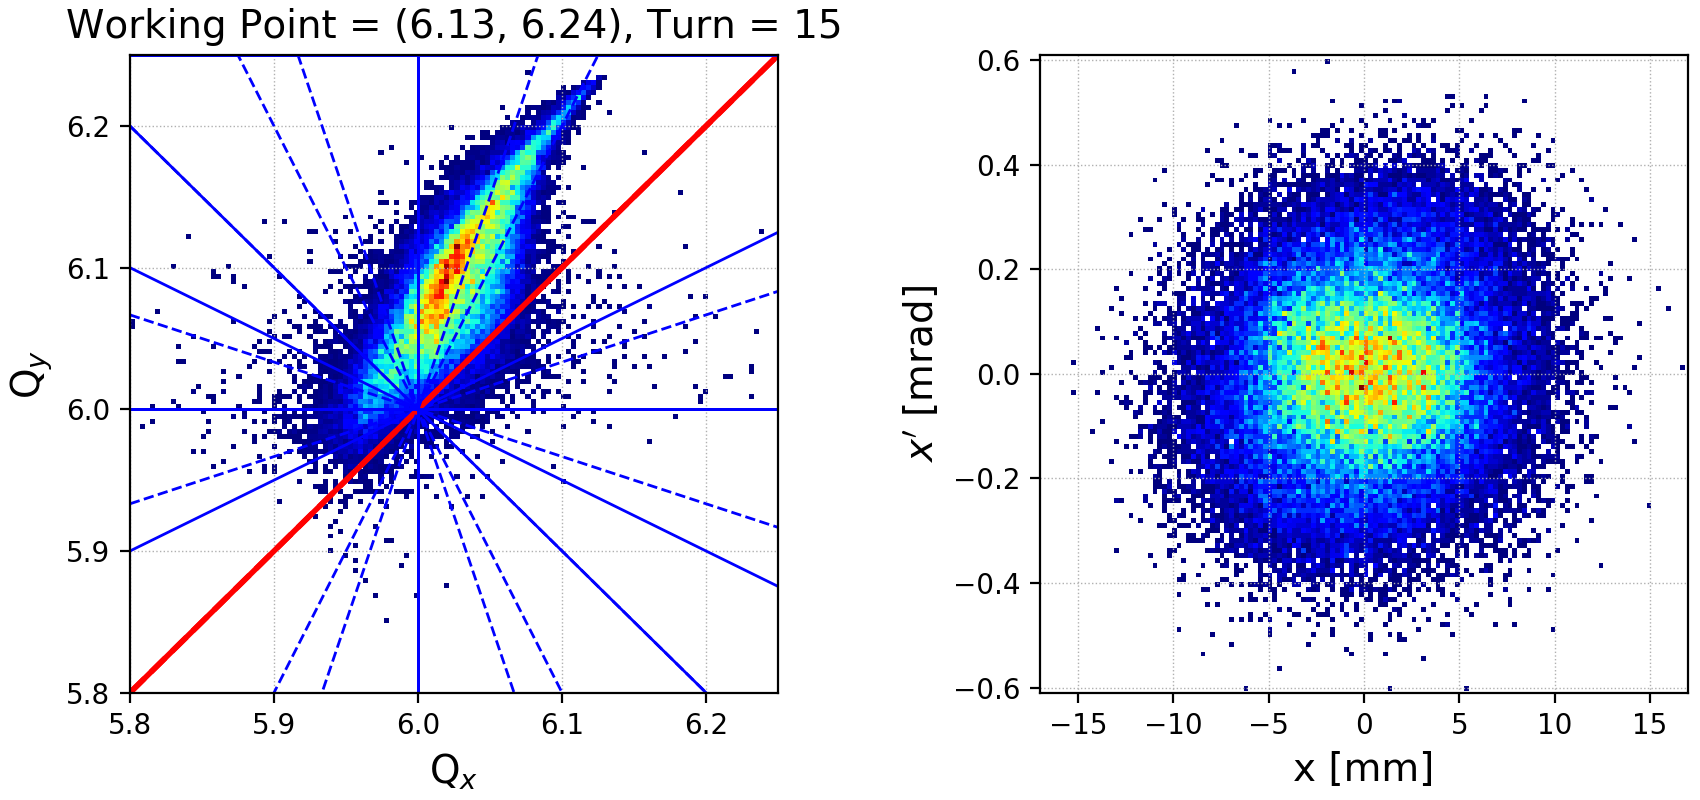 Working Point = (6.13, 6.24), Turn = 15
6.2
6.1
6.0
5.9
5.8
Q_y
5.8 5.9 6.0 6.1 6.2
Q_x
0.6
0.4
0.2
0.0
−0.2
−0.4
−0.6
x′ [mrad]
−15 −10 −5 0 5 10 15
x [mm]